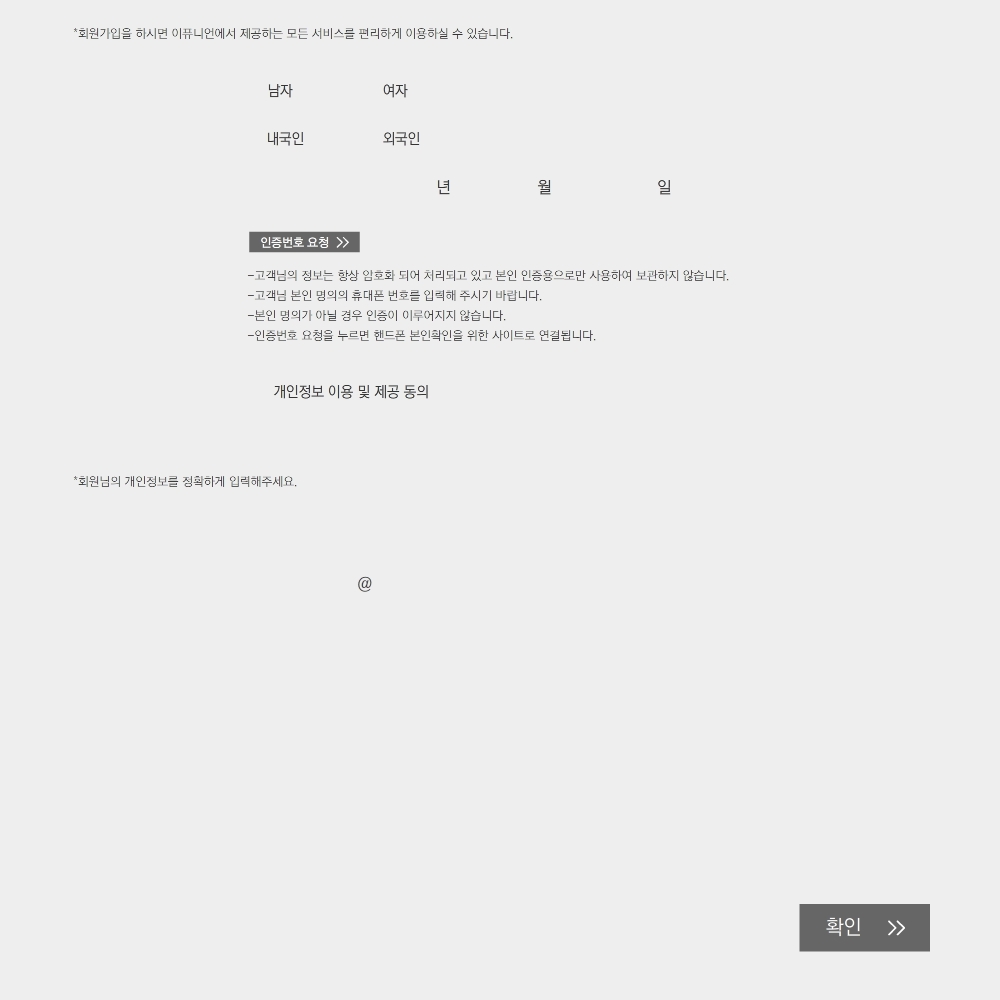 *회원가입을 하시면 이퓨니언에서 제공하는 모든 서비스를 편리하게 이용하실 수 있습니다.
남자 여자
내국인 외국인
년 월 일
인증번호 요청 >>
-고객님의 정보는 항상 암호화 되어 처리되고 있고 본인 인증용으로만 사용하여 보관하지 않습니다.
-고객님 본인 명의의 휴대폰 번호를 입력해 주시기 바랍니다.
-본인 명의가 아닐 경우 인증이 이루어지지 않습니다.
-인증번호 요청을 누르면 핸드폰 본인확인을 위한 사이트로 연결됩니다.
개인정보 이용 및 제공 동의
*회원님의 개인정보를 정확하게 입력해주세요.
@
확인 >>